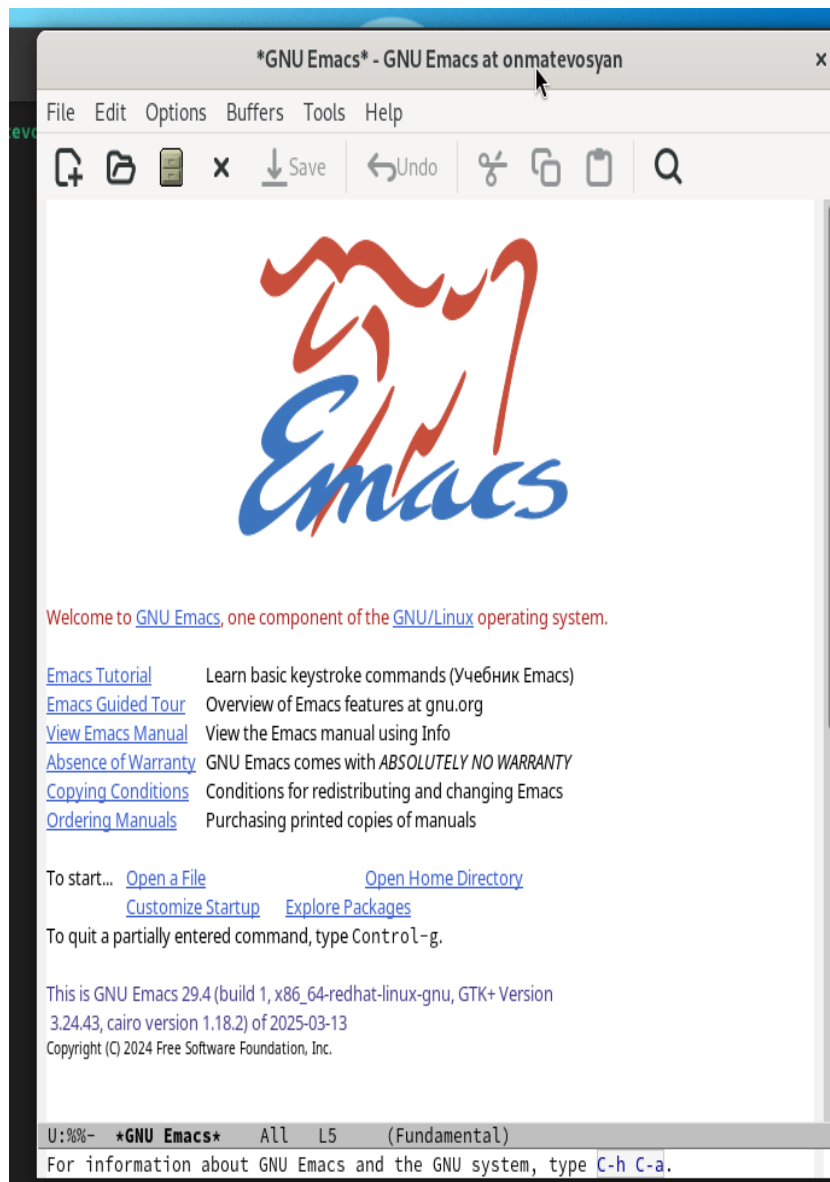 *GNU Emacs* - GNU Emacs at onmatevosyan
File Edit Options Buffers Tools Help
Save Undo
Emacs
Welcome to GNU Emacs, one component of the GNU/Linux operating system.
Emacs Tutorial Learn basic keystroke commands (Учебник Emacs)
Emacs Guided Tour Overview of Emacs features at gnu.org
View Emacs Manual View the Emacs manual using Info
Absence of Warranty GNU Emacs comes with ABSOLUTELY NO WARRANTY
Copying Conditions Conditions for redistributing and changing Emacs
Ordering Manuals Purchasing printed copies of manuals
To start... Open a File Open Home Directory
Customize Startup Explore Packages
To quit a partially entered command, type Control-g.
This is GNU Emacs 29.4 (build 1, x86_64-redhat-linux-gnu, GTK+ Version
3.24.43, cairo version 1.18.2) of 2025-03-13
Copyright (C) 2024 Free Software Foundation, Inc.
U:%%- *GNU Emacs* All L5 (Fundamental)
For information about GNU Emacs and the GNU system, type C-h C-a.